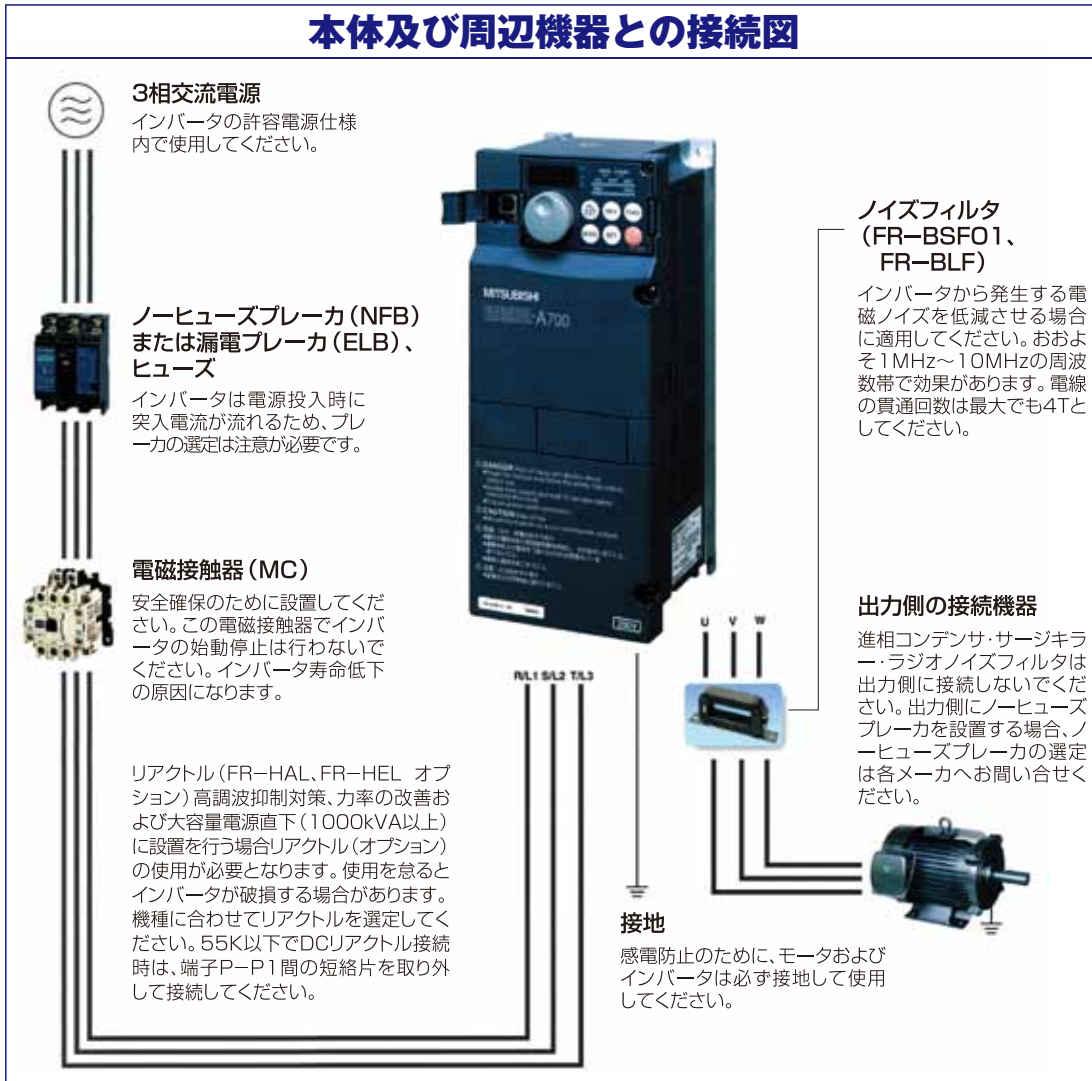 本体及び周辺機器との接続図
3相交流電源
インバータの許容電源仕様
内で使用してください。
ノーヒューズブレーカ(NFB)
または漏電ブレーカ(ELB)、
ヒューズ
インバータは電源投入時に
突入電流が流れるため、ブレ
ーカの選定は注意が必要です。
電磁接触器(MC)
安全確保のために設置してくだ
さい。この電磁接触器でインバ
ータの始動停止は行わないで
ください。インバータ寿命低下
の原因になります。
リアクトル(FR-HAL、FR-HEL オプ
ション)高調波抑制対策、力率の改善お
よび大容量電源直下(1000kVA以上)
に設置を行う場合リアクトル(オプション)
の使用が必要となります。使用を怠ると
インバータが破損する場合があります。
機種に合わせてリアクトルを選定してく
ださい。55K以下でDCリアクトル接続
時は、端子P-P1間の短絡片を取り外
して接続してください。
MITSUBISHI
-A700
DANGER
CAUTION
200V
R/L1 S/L2 T/L3
U V W
ノイズフィルタ
(FR-BSF01、
FR-BLF)
インバータから発生する電
磁ノイズを低減させる場合
に適用してください。おおよ
そ1MHz〜10MHzの周波
数帯で効果があります。電線
の貫通回数は最大でも4Tと
してください。
出力側の接続機器
進相コンデンサ・サージキラ
ー・ラジオノイズフィルタは
出力側に接続しないでくだ
さい。出力側にノーヒューズ
ブレーカを設置する場合、ノ
ーヒューズブレーカの選定
は各メーカへお問い合せく
ださい。
接地
感電防止のために、モータおよび
インバータは必ず接地して使用
してください。